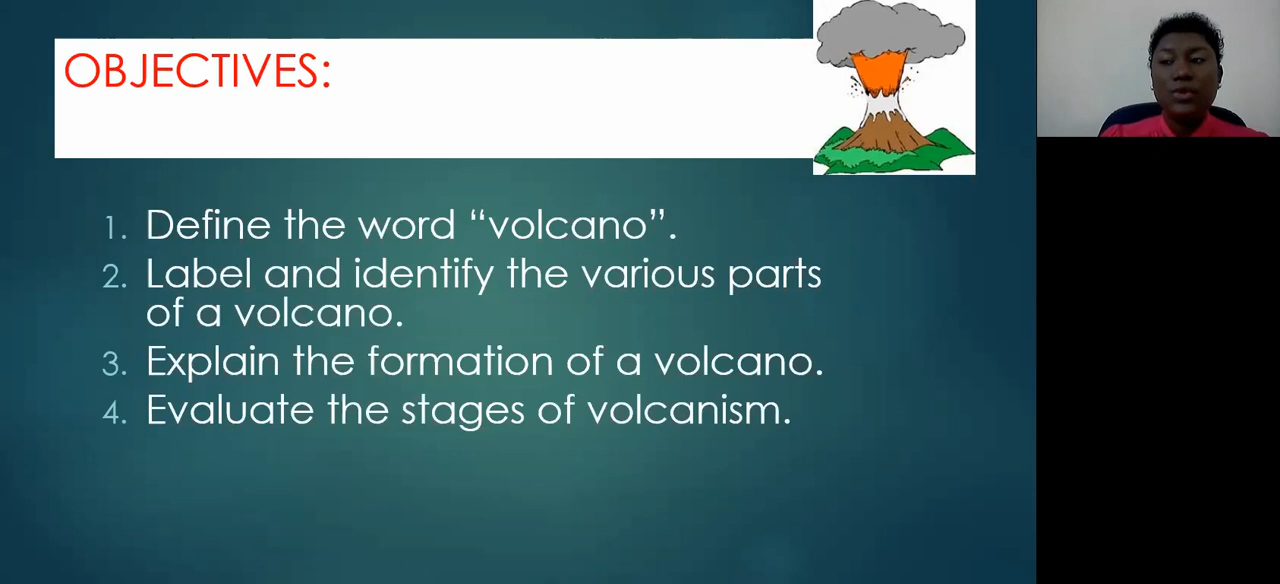 OBJECTIVES:
1. Define the word “volcano”.
2. Label and identify the various parts
of a volcano.
3. Explain the formation of a volcano.
4. Evaluate the stages of volcanism.